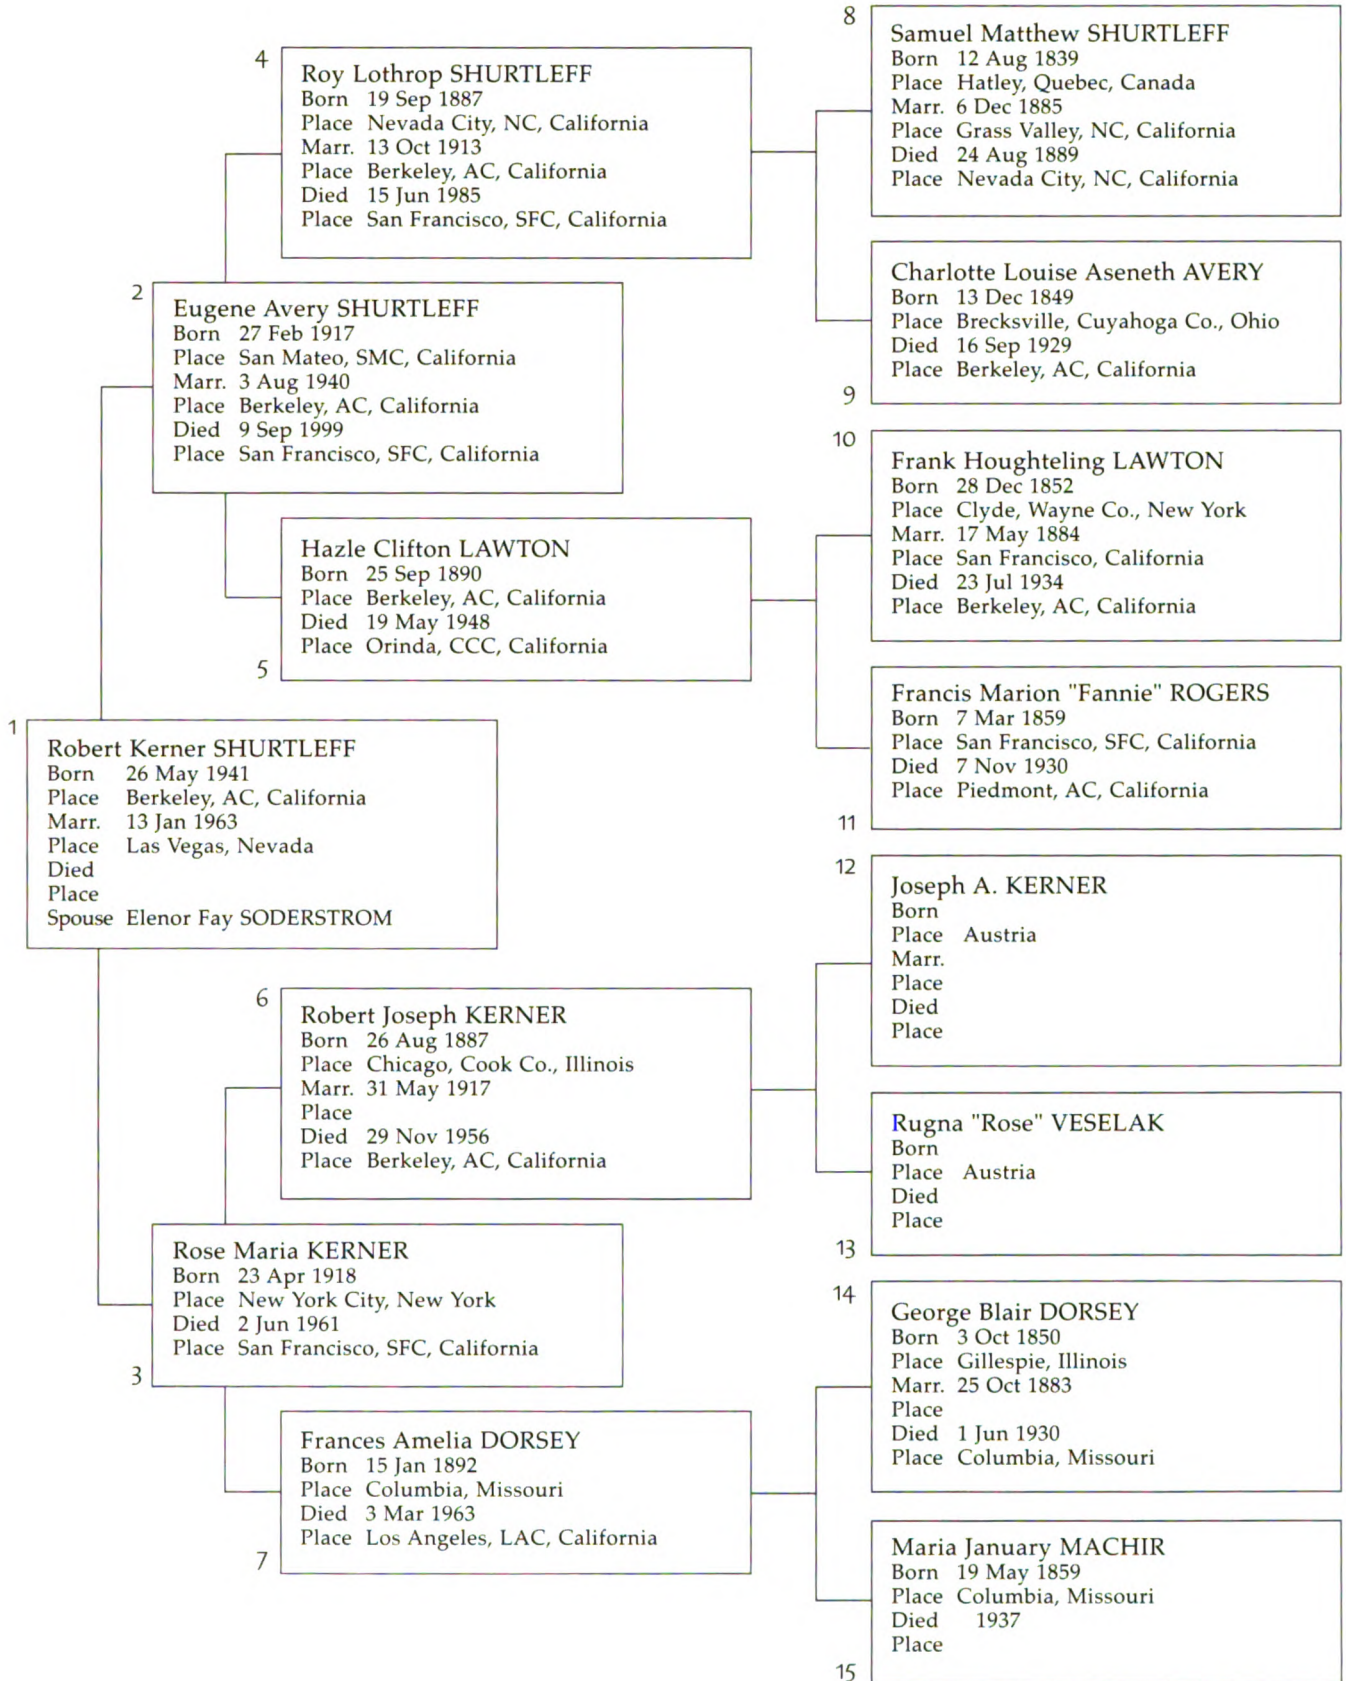 8
Samuel Matthew SHURTLEFF
Born 12 Aug 1839
Place Hatley, Quebec, Canada
Marr. 6 Dec 1885
Place Grass Valley, NC, California
Died 24 Aug 1889
Place Nevada City, NC, California
4
Roy Lothrop SHURTLEFF
Born 19 Sep 1887
Place Nevada City, NC, California
Marr. 13 Oct 1913
Place Berkeley, AC, California
Died 15 Jun 1985
Place San Francisco, SFC, California
Charlotte Louise Aseneth AVERY
Born 13 Dec 1849
Place Brecksville, Cuyahoga Co., Ohio
Died 16 Sep 1929
Place Berkeley, AC, California
9
2
Eugene Avery SHURTLEFF
Born 27 Feb 1917
Place San Mateo, SMC, California
Marr. 3 Aug 1940
Place Berkeley, AC, California
Died 9 Sep 1999
Place San Francisco, SFC, California
10
Frank Houghteling LAWTON
Born 28 Dec 1852
Place Clyde, Wayne Co., New York
Marr. 17 May 1884
Place San Francisco, California
Died 23 Jul 1934
Place Berkeley, AC, California
Hazle Clifton LAWTON
Born 25 Sep 1890
Place Berkeley, AC, California
Died 19 May 1948
Place Orinda, CCC, California
5
Francis Marion "Fannie" ROGERS
Born 7 Mar 1859
Place San Francisco, SFC, California
Died 7 Nov 1930
Place Piedmont, AC, California
11
1
Robert Kerner SHURTLEFF
Born 26 May 1941
Place Berkeley, AC, California
Marr. 13 Jan 1963
Place Las Vegas, Nevada
Died
Place
Spouse Elenor Fay SODERSTROM
12
Joseph A. KERNER
Born
Place Austria
Marr.
Place
Died
Place
6
Robert Joseph KERNER
Born 26 Aug 1887
Place Chicago, Cook Co., Illinois
Marr. 31 May 1917
Place
Died 29 Nov 1956
Place Berkeley, AC, California
Rugna "Rose" VESELAK
Born
Place Austria
Died
Place
13
Rose Maria KERNER
Born 23 Apr 1918
Place New York City, New York
Died 2 Jun 1961
Place San Francisco, SFC, California
3
14
George Blair DORSEY
Born 3 Oct 1850
Place Gillespie, Illinois
Marr. 25 Oct 1883
Place
Died 1 Jun 1930
Place Columbia, Missouri
Frances Amelia DORSEY
Born 15 Jan 1892
Place Columbia, Missouri
Died 3 Mar 1963
Place Los Angeles, LAC, California
7
Maria January MACHIR
Born 19 May 1859
Place Columbia, Missouri
Died 1937
Place
15